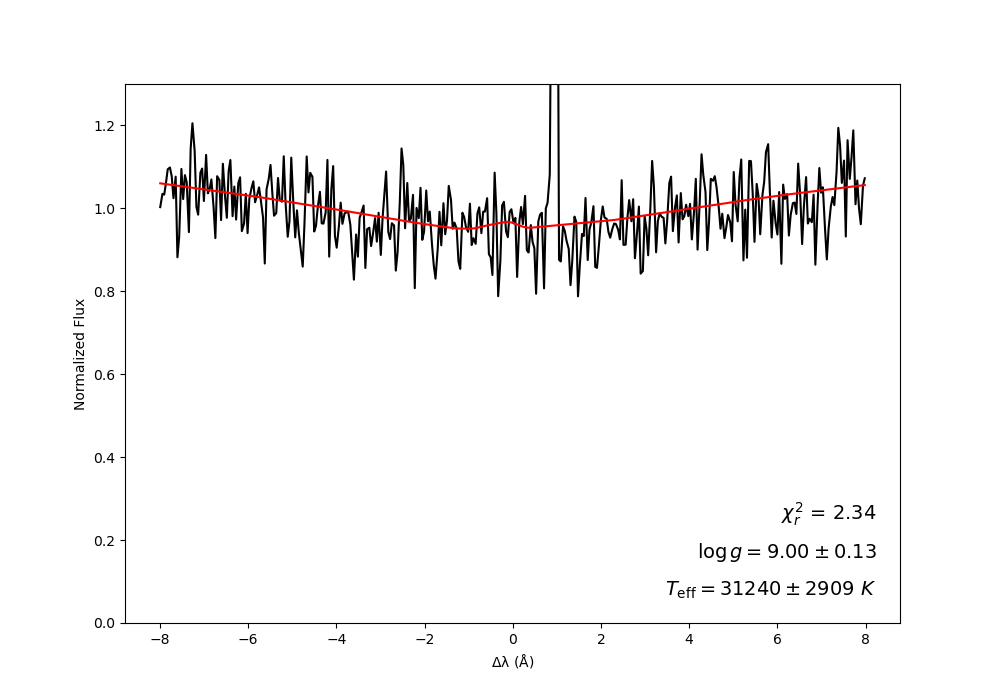 1.2
1.0
0.8
0.6
0.4
0.2
0.0
Normalized Flux
χ²ᵣ = 2.34
log g = 9.00 ± 0.13
T_eff = 31240 ± 2909 K
−8 −6 −4 −2 0 2 4 6 8
Δλ (Å)